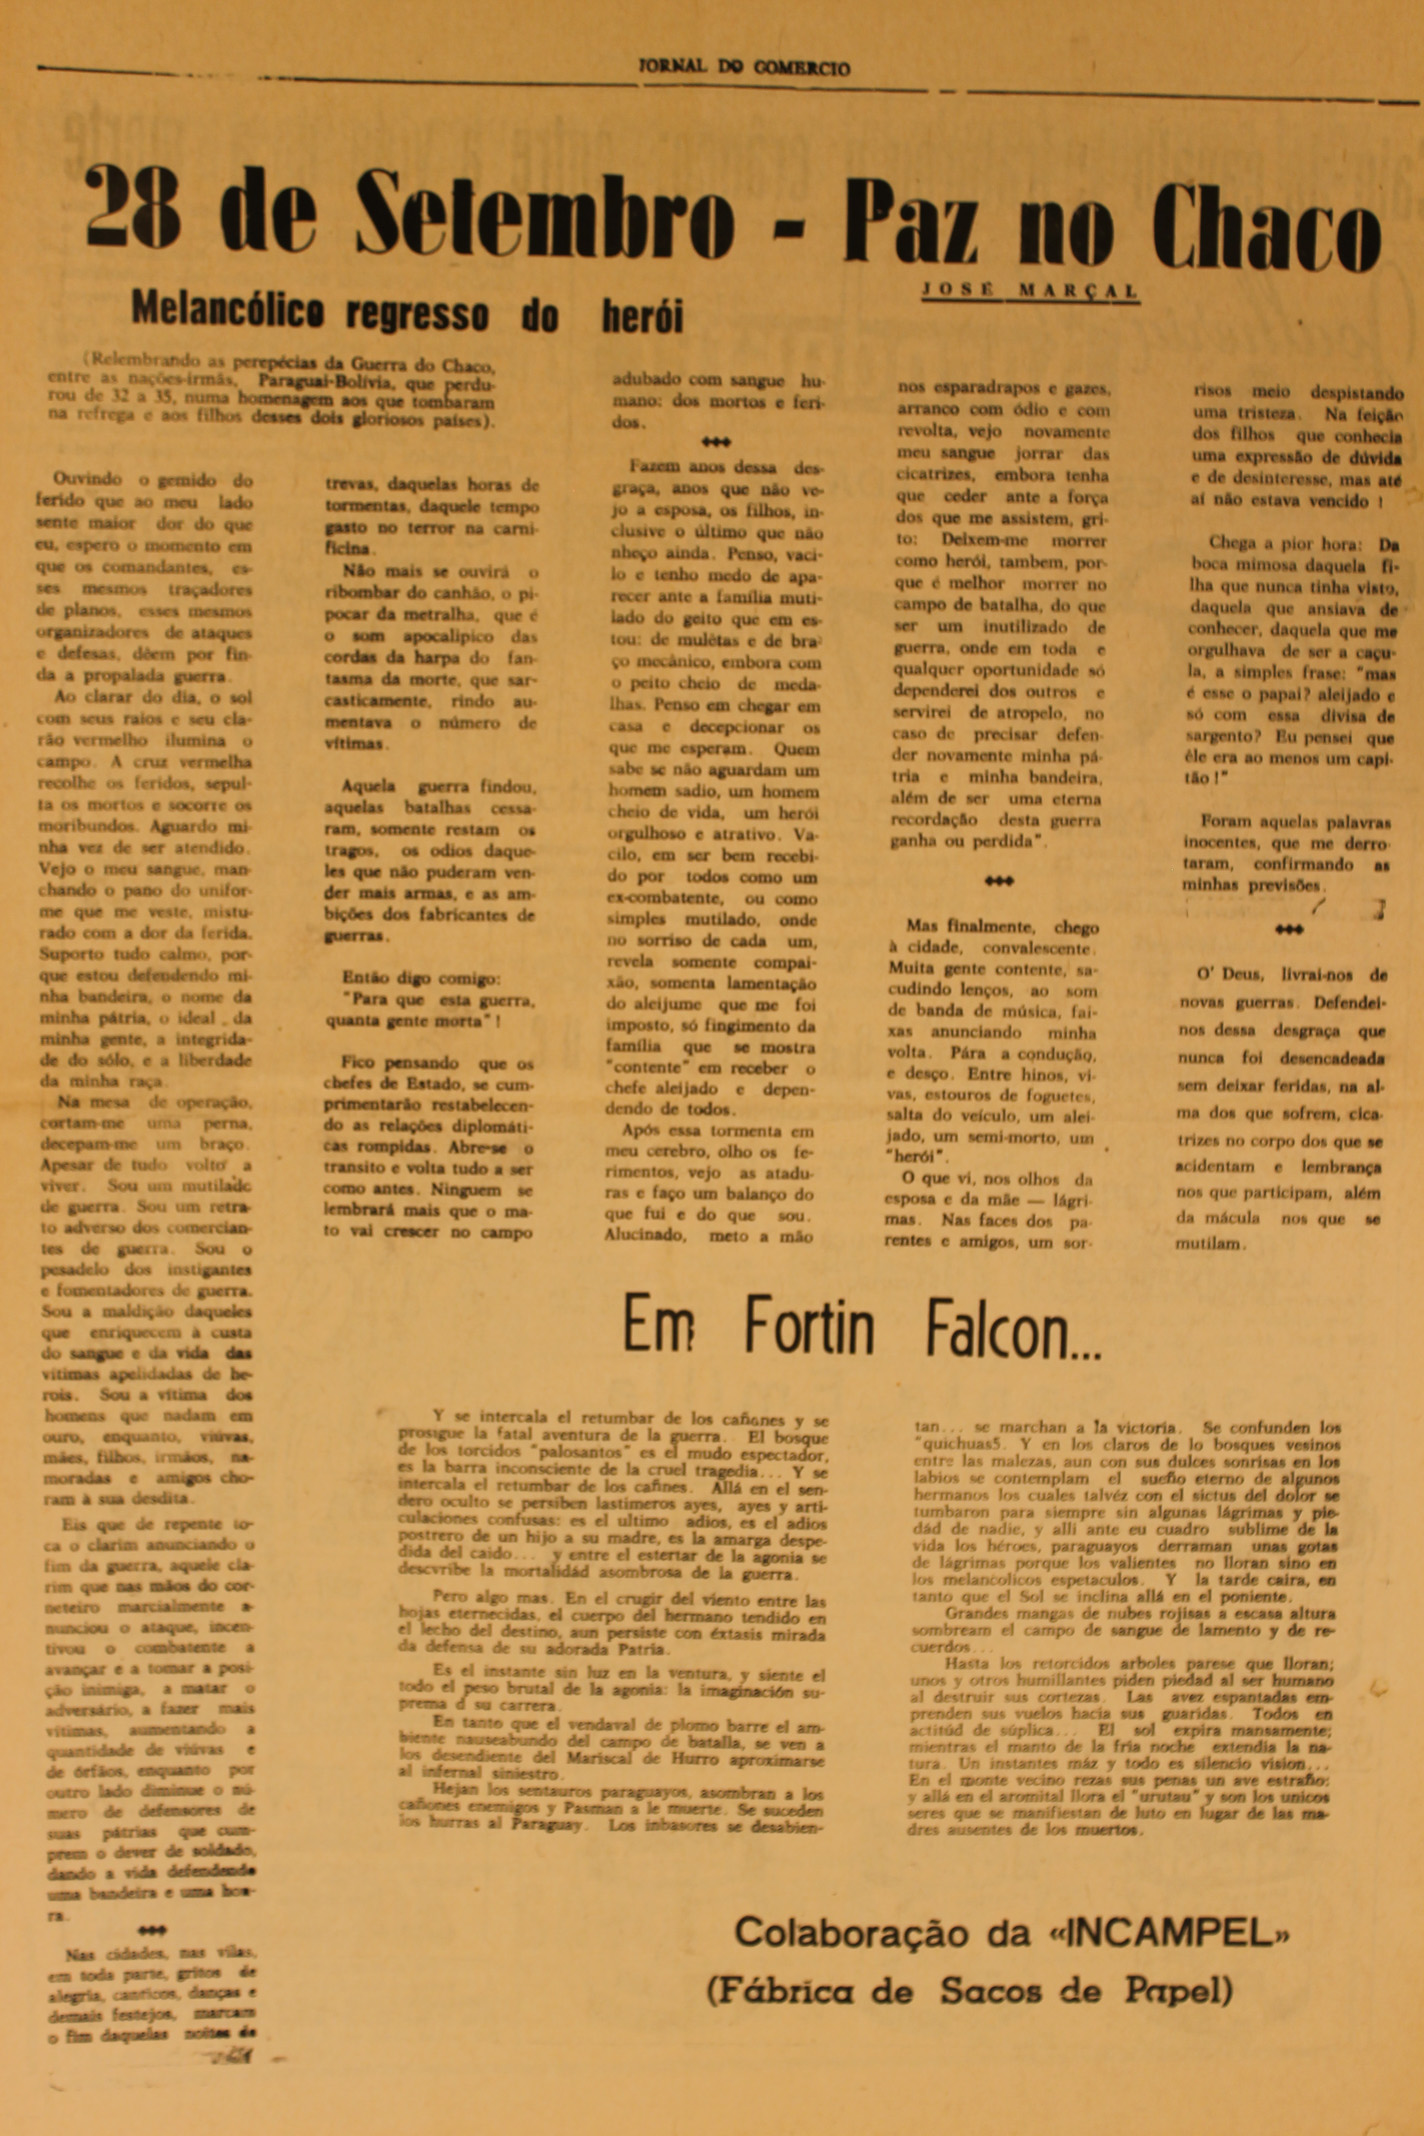 JORNAL DO COMERCIO
28 de Setembro - Paz no Chaco
JOSÉ MARÇAL
Melancólico regresso do herói
(Relembrando as perepécias da Guerra do Chaco,
entre as nações-irmãs, Paraguai-Bolívia, que perdu-
rou de 32 a 35, numa homenagem aos que tombaram
na refrega e aos filhos desses dois gloriosos países).
Ouvindo o gemido do
ferido que ao meu lado
sente maior dor do que
eu, espero o momento em
que os comandantes, es-
ses mesmos traçadores
de planos, esses mesmos
organizadores de ataques
e defesas, dêem por fin-
da a propalada guerra.
Ao clarar do dia, o sol
com seus raios e seu cla-
rão vermelho ilumina o
campo. A cruz vermelha
recolhe os feridos, sepul-
ta os mortos e socorre os
moribundos. Aguardo mi-
nha vez de ser atendido.
Vejo o meu sangue, man-
chando o pano do unifor-
me que me veste, mistu-
rado com a dor da ferida.
Suporto tudo calmo, por-
que estou defendendo mi-
nha bandeira, o nome da
minha pátria, o ideal da
minha gente, a integrida-
de do sólo, e a liberdade
da minha raça.
Na mesa de operação,
cortam-me uma perna,
decepam-me um braço.
Apesar de tudo volto a
viver. Sou um mutilado
de guerra. Sou um retra-
to adverso dos comercian-
tes de guerra. Sou o
pesadelo dos instigantes
e fomentadores de guerra.
Sou a maldição daqueles
que enriquecem à custa
do sangue e da vida das
vítimas apelidadas de he-
rois. Sou a vítima dos
homens que nadam em
ouro, enquanto, viúvas,
mães, filhos, irmãos, na-
moradas e amigos cho-
ram à sua desdita.
Eis que de repente to-
ca o clarim anunciando o
fim da guerra, aquele cla-
rim que nas mãos do cor-
neteiro marcialmente a-
nunciou o ataque, incen-
tivou o combatente a
avançar e a tomar a posi-
ção inimiga, a matar o
adversário, a fazer mais
vítimas, aumentando a
quantidade de viúvas e
de órfãos, enquanto por
outro lado diminue o nú-
mero de defensores de
suas pátrias que cum-
prem o dever de soldado,
dando a vida defendendo
uma bandeira e uma hon-
ra.
Nas cidades, nas vilas,
em toda parte, gritos de
alegria, canticos, danças e
demais festejos, marcam
o fim daquelas noites de
trevas, daquelas horas de
tormentas, daquele tempo
gasto no terror na carni-
ficina.
Não mais se ouvirá o
ribombar do canhão, o pi-
pocar da metralha, que é
o som apocalipico das
cordas da harpa do fan-
tasma da morte, que sar-
casticamente, rindo au-
mentava o número de
vítimas.
Aquela guerra findou,
aquelas batalhas cessa-
ram, somente restam os
tragos, os odios daque-
les que não puderam ven-
der mais armas, e as am-
bições dos fabricantes de
guerras.
Então digo comigo:
"Para que esta guerra,
quanta gente morta"!
Fico pensando que os
chefes de Estado, se cum-
primentarão restabelecen-
do as relações diplomáti-
cas rompidas. Abre-se o
transito e volta tudo a ser
como antes. Ninguem se
lembrará mais que o ma-
to vai crescer no campo
adubado com sangue hu-
mano: dos mortos e feri-
dos.
Fazem anos dessa des-
graça, anos que não ve-
jo a esposa, os filhos, in-
clusive o último que não
nheço ainda. Penso, vaci-
lo e tenho medo de apa-
recer ante a família muti-
lado do geito que em es-
tou: de mulétas e de bra-
ço mecânico, embora com
o peito cheio de meda-
lhas. Penso em chegar em
casa e decepcionar os
que me esperam. Quem
sabe se não aguardam um
homem sadio, um homem
cheio de vida, um herói
orgulhoso e atrativo. Va-
cilo, em ser bem recebi-
do por todos como um
ex-combatente, ou como
simples mutilado, onde
no sorriso de cada um,
revela somente compai-
xão, somenta lamentação
do aleijume que me foi
imposto, só fingimento da
família que se mostra
"contente" em receber o
chefe aleijado e depen-
dendo de todos.
Após essa tormenta em
meu cerebro, olho os fe-
rimentos, vejo as atadu-
ras e faço um balanço do
que fui e do que sou.
Alucinado, meto a mão
nos esparadrapos e gazes,
arranco com ódio e com
revolta, vejo novamente
meu sangue jorrar das
cicatrizes, embora tenha
que ceder ante a força
dos que me assistem, gri-
to: Deixem-me morrer
como herói, tambem, por-
que é melhor morrer no
campo de batalha, do que
ser um inutilizado de
guerra, onde em toda e
qualquer oportunidade só
dependerei dos outros e
servirei de atropelo, no
caso de precisar defen-
der novamente minha pá-
tria e minha bandeira,
além de ser uma eterna
recordação desta guerra
ganha ou perdida".
Mas finalmente, chego
à cidade, convalescente.
Muita gente contente, sa-
cudindo lenços, ao som
de banda de música, fai-
xas anunciando minha
volta. Pára a condução,
e desço. Entre hinos, vi-
vas, estouros de foguetes,
salta do veículo, um alei-
jado, um semi-morto, um
"herói".
O que vi, nos olhos da
esposa e da mãe — lágri-
mas. Nas faces dos pa-
rentes e amigos, um sor-
risos meio despistando
uma tristeza. Na feição
dos filhos que conhecia
uma expressão de dúvida
e de desinteresse, mas até
aí não estava vencido !
Chega a pior hora: Da
boca mimosa daquela fi-
lha que nunca tinha visto,
daquela que ansiava de
conhecer, daquela que me
orgulhava de ser a caçu-
la, a simples frase: "mas
é esse o papai? aleijado e
só com essa divisa de
sargento? Eu pensei que
êle era ao menos um capi-
tão !"
Foram aquelas palavras
inocentes, que me derro-
taram, confirmando as
minhas previsões.
O' Deus, livrai-nos de
novas guerras. Defendei-
nos dessa desgraça que
nunca foi desencadeada
sem deixar feridas, na al-
ma dos que sofrem, cica-
trizes no corpo dos que se
acidentam e lembrança
nos que participam, além
da mácula nos que se
mutilam.
Em Fortin Falcon...
Y se intercala el retumbar de los cañones y se
prosigue la fatal aventura de la guerra. El bosque
de los torcidos "palosantos" es el mudo espectador,
es la barra inconsciente de la cruel tragedia... Y se
intercala el retumbar de los cañnes. Allá en el sen-
dero oculto se persiben lastimeros ayes, ayes y arti-
culaciones confusas: es el ultimo adios, es el adios
postrero de un hijo a su madre, es la amarga despe-
dida del caido... y entre el estertar de la agonia se
descvribe la mortalidád asombrosa de la guerra.
Pero algo mas. En el crugir del viento entre las
hojas eternecidas, el cuerpo del hermano tendido en
el lecho del destino, aun persiste con éxtasis mirada
da defensa de su adorada Patria.
Es el instante sin luz en la ventura, y siente el
todo el peso brutal de la agonia: la imaginación su-
prema d su carrera.
En tanto que el vendaval de plomo barre el am-
biente nauseabundo del campo de batalla, se ven a
los desendiente del Mariscal de Hurro aproximarse
al infernal siniestro.
Hejan los sentauros paraguayos, asombran a los
cañones enemigos y Pasman a le muerte. Se suceden
los hurras al Paraguay. Los inbasores se desabien-
tan... se marchan a la victoria. Se confunden los
"quichuas5. Y en los claros de lo bosques vesinos
entre las malezas, aun con sus dulces sonrisas en los
labios se contemplam el sueño eterno de algunos
hermanos los cuales talvéz con el sictus del dolor se
tumbaron para siempre sin algunas lágrimas y pie-
dád de nadie, y alli ante eu cuadro sublime de la
vida los héroes, paraguayos derraman unas gotas
de lágrimas porque los valientes no lloran sino en
los melancolicos espetaculos. Y la tarde caira, en
tanto que el Sol se inclina allá en el poniente.
Grandes mangas de nubes rojisas a escasa altura
sombream el campo de sangue de lamento y de re-
cuerdos...
Hasta los retorcidos arboles parese que lloran;
unos y otros humillantes piden piedad al ser humano
al destruir sus cortezas. Las avez espantadas em-
prenden sus vuelos hacia sus guaridas. Todos en
actitúd de súplica... El sol expira mansamente;
mientras el manto de la fria noche extendia la na-
tura. Un instantes máz y todo es silencio vision...
En el monte vecino rezas sus penas un ave estraño;
y allá en el aromital llora el "urutau" y son los unicos
seres que se manifiestan de luto en lugar de las ma-
dres ausentes de los muertos.
Colaboração da «INCAMPEL»
(Fábrica de Sacos de Papel)